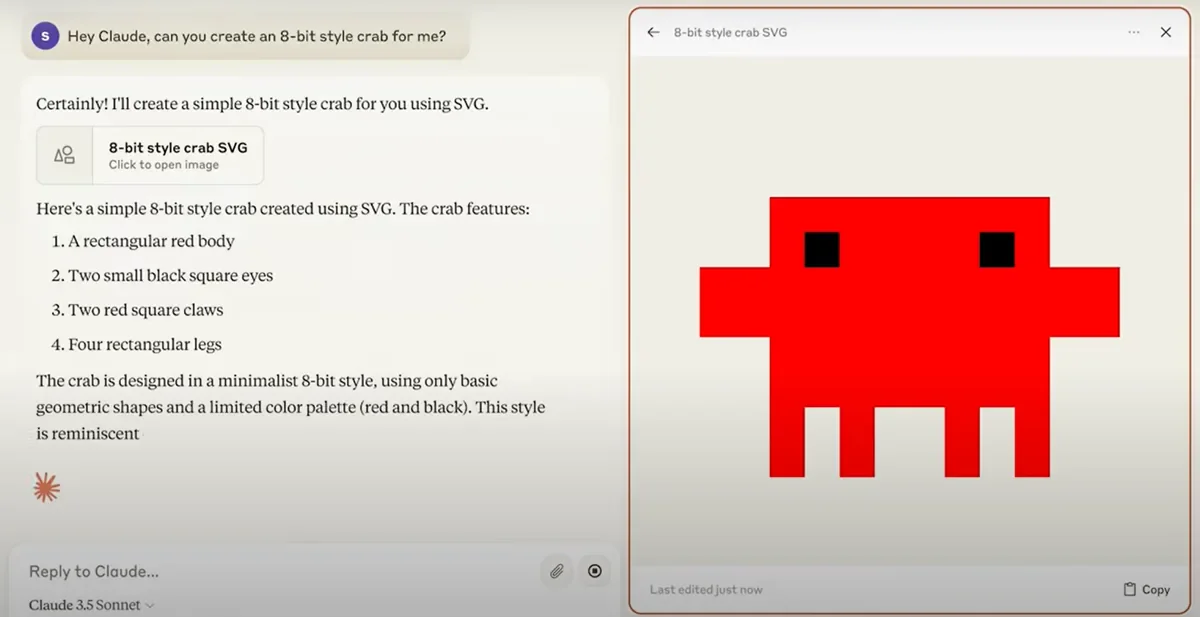 S
Hey Claude, can you create an 8-bit style crab for me?
Certainly! I'll create a simple 8-bit style crab for you using SVG.
8-bit style crab SVG
Click to open image
Here's a simple 8-bit style crab created using SVG. The crab features:
1. A rectangular red body
2. Two small black square eyes
3. Two red square claws
4. Four rectangular legs
The crab is designed in a minimalist 8-bit style, using only basic
geometric shapes and a limited color palette (red and black). This style
is reminiscent
Reply to Claude...
Claude 3.5 Sonnet
8-bit style crab SVG
Last edited just now
Copy